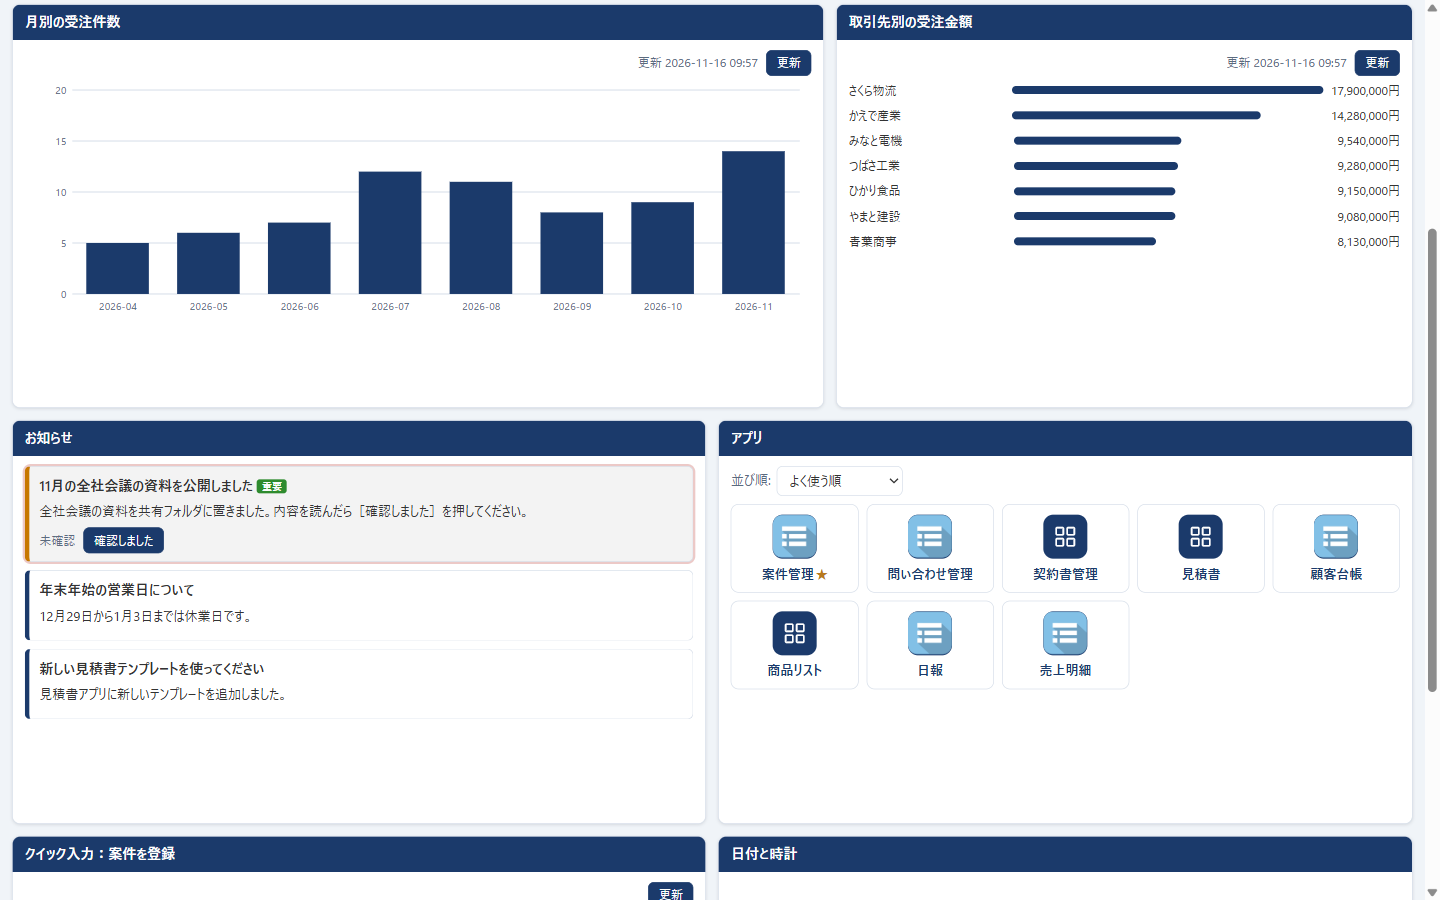 月別の受注件数
更新 2026-11-16 09:57 更新
20
15
10
5
0
2026-04 2026-05 2026-06 2026-07 2026-08 2026-09 2026-10 2026-11
取引先別の受注金額
更新 2026-11-16 09:57 更新
さくら物流 17,900,000円
かえで産業 14,280,000円
みなと電機 9,540,000円
つばさ工業 9,280,000円
ひかり食品 9,150,000円
やまと建設 9,080,000円
青葉商事 8,130,000円
お知らせ
11月の全社会議の資料を公開しました 重要
全社会議の資料を共有フォルダに置きました。内容を読んだら［確認しました］を押してください。
未確認 確認しました
年末年始の営業日について
12月29日から1月3日までは休業日です。
新しい見積書テンプレートを使ってください
見積書アプリに新しいテンプレートを追加しました。
アプリ
並び順: よく使う順
案件管理★ 問い合わせ管理 契約書管理 見積書 顧客台帳
商品リスト 日報 売上明細
クイック入力：案件を登録
更新
日付と時計